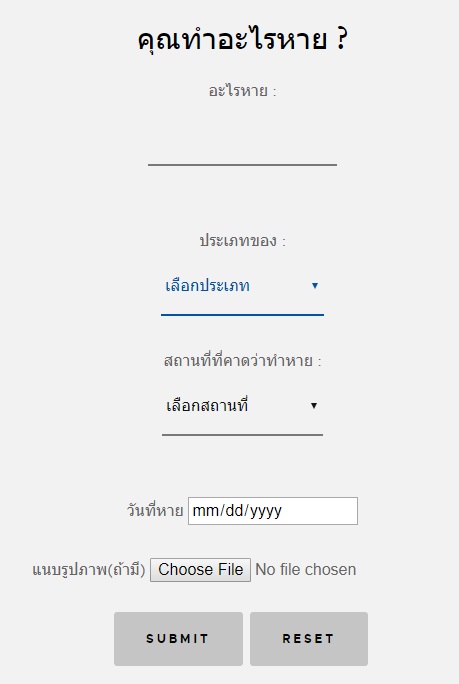 คุณทำอะไรหาย ?
อะไรหาย :
ประเภทของ :
เลือกประเภท
สถานที่ที่คาดว่าทำหาย :
เลือกสถานที่
วันที่หาย mm/dd/yyyy
แนบรูปภาพ(ถ้ามี) Choose File No file chosen
SUBMIT RESET